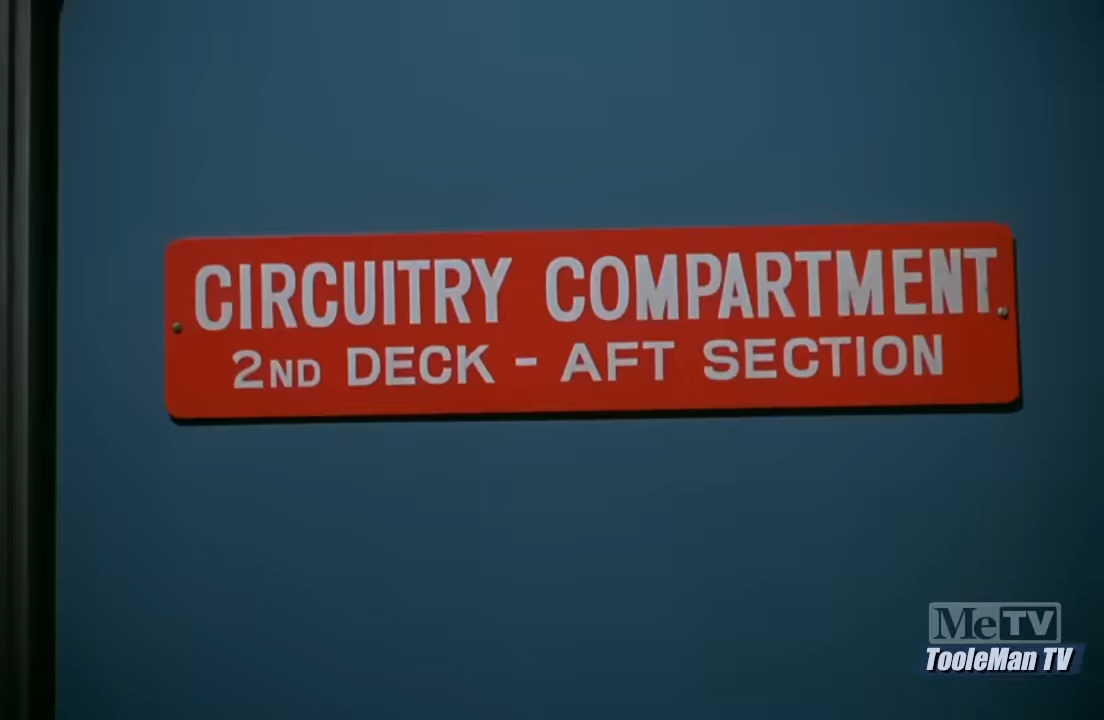 CIRCUITRY COMPARTMENT
2ND DECK - AFT SECTION
MeTV
TooleMan TV